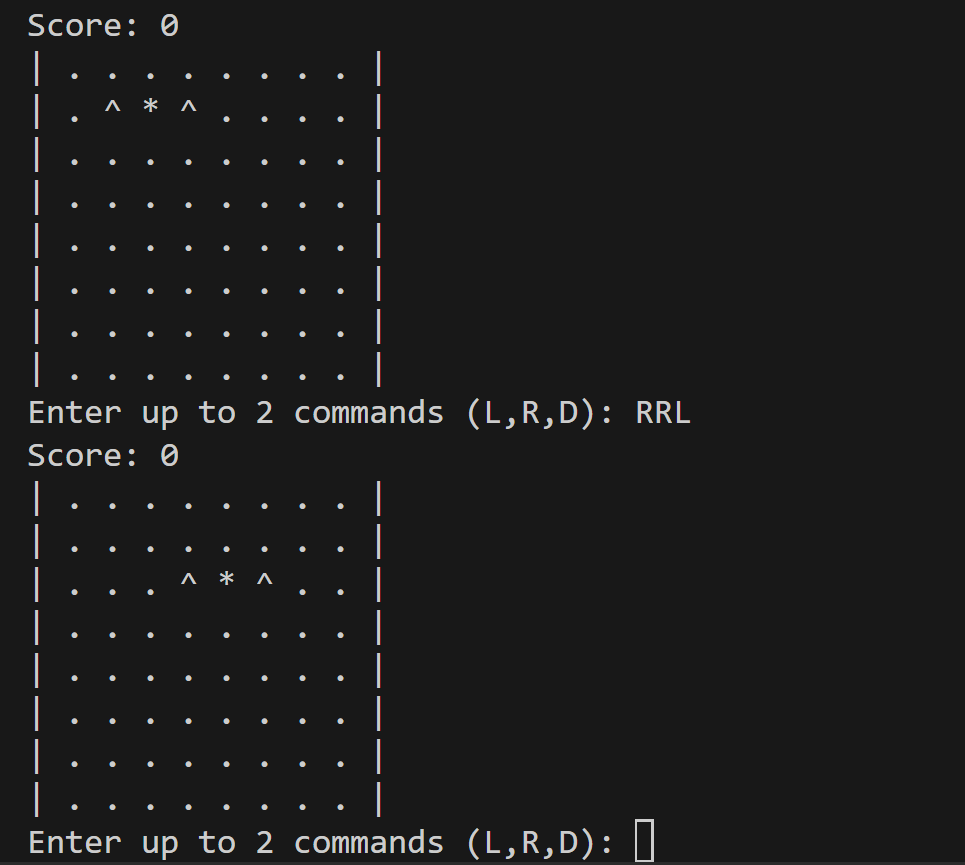 Score: 0
| . . . . . . . . |
| . ^ * ^ . . . . |
| . . . . . . . . |
| . . . . . . . . |
| . . . . . . . . |
| . . . . . . . . |
| . . . . . . . . |
| . . . . . . . . |
Enter up to 2 commands (L,R,D): RRL
Score: 0
| . . . . . . . . |
| . . . . . . . . |
| . . . ^ * ^ . . |
| . . . . . . . . |
| . . . . . . . . |
| . . . . . . . . |
| . . . . . . . . |
| . . . . . . . . |
Enter up to 2 commands (L,R,D):